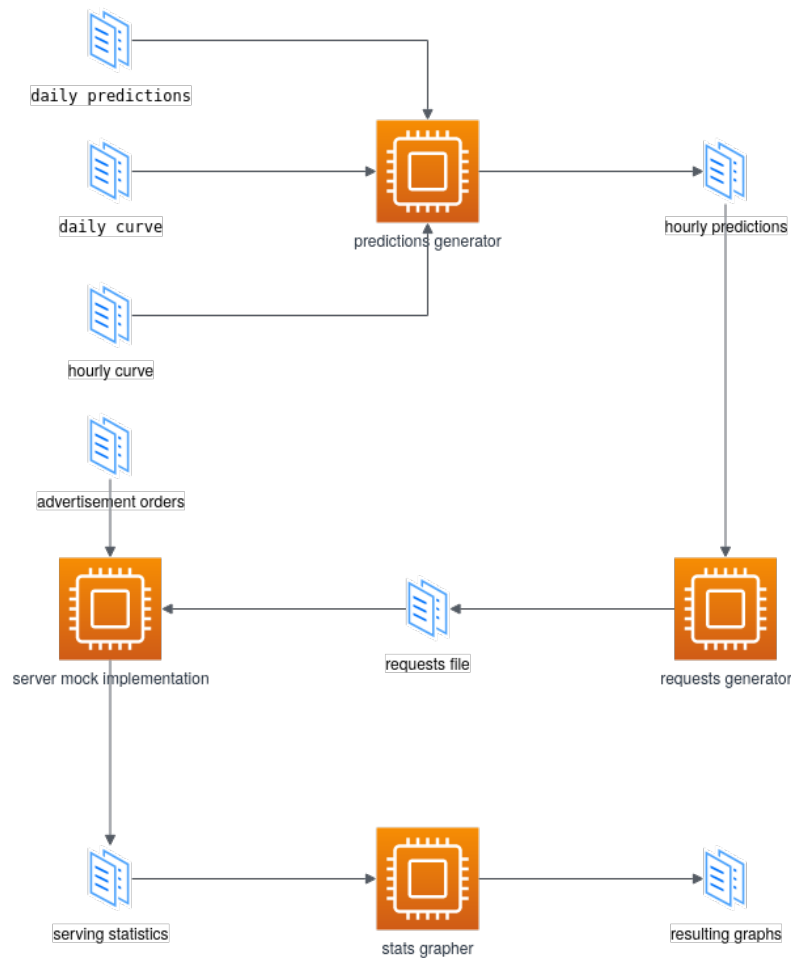 daily predictions
daily curve
predictions generator
hourly predictions
hourly curve
advertisement orders
server mock implementation
requests file
requests generator
serving statistics
stats grapher
resulting graphs